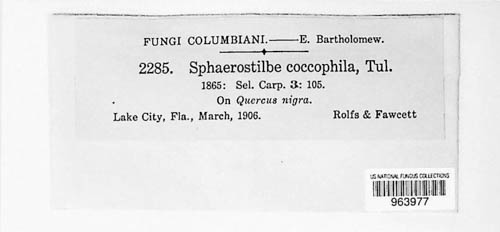 FUNGI COLUMBIANI.——E. Bartholomew.
2285. Sphaerostilbe coccophila, Tul.
1865: Sel. Carp. 3: 105.
On Quercus nigra.
Lake City, Fla., March, 1906. Rolfs & Fawcett
US NATIONAL FUNGUS COLLECTIONS
963977